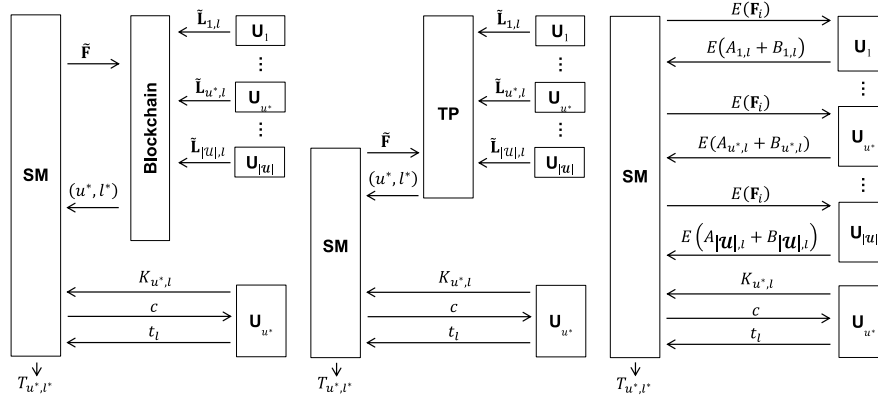 SM
F̃
(u*, l*)
Blockchain
L̃₁,ₗ
U₁
⋮
L̃ᵤ*,ₗ
Uᵤ*
⋮
L̃|𝒰|,ₗ
U|𝒰|
Kᵤ*,ₗ
c
tₗ
Uᵤ*
Tᵤ*,ₗ*
SM
F̃
(u*, l*)
TP
L̃₁,ₗ
U₁
⋮
L̃ᵤ*,ₗ
Uᵤ*
⋮
L̃|𝒰|,ₗ
U|𝒰|
Kᵤ*,ₗ
c
tₗ
Uᵤ*
Tᵤ*,ₗ*
SM
E(Fᵢ)
E(A₁,ₗ + B₁,ₗ)
U₁
⋮
E(Fᵢ)
E(Aᵤ*,ₗ + Bᵤ*,ₗ)
Uᵤ*
⋮
E(Fᵢ)
E(A|𝒰|,ₗ + B|𝒰|,ₗ)
U|𝒰|
Kᵤ*,ₗ
c
tₗ
Uᵤ*
Tᵤ*,ₗ*